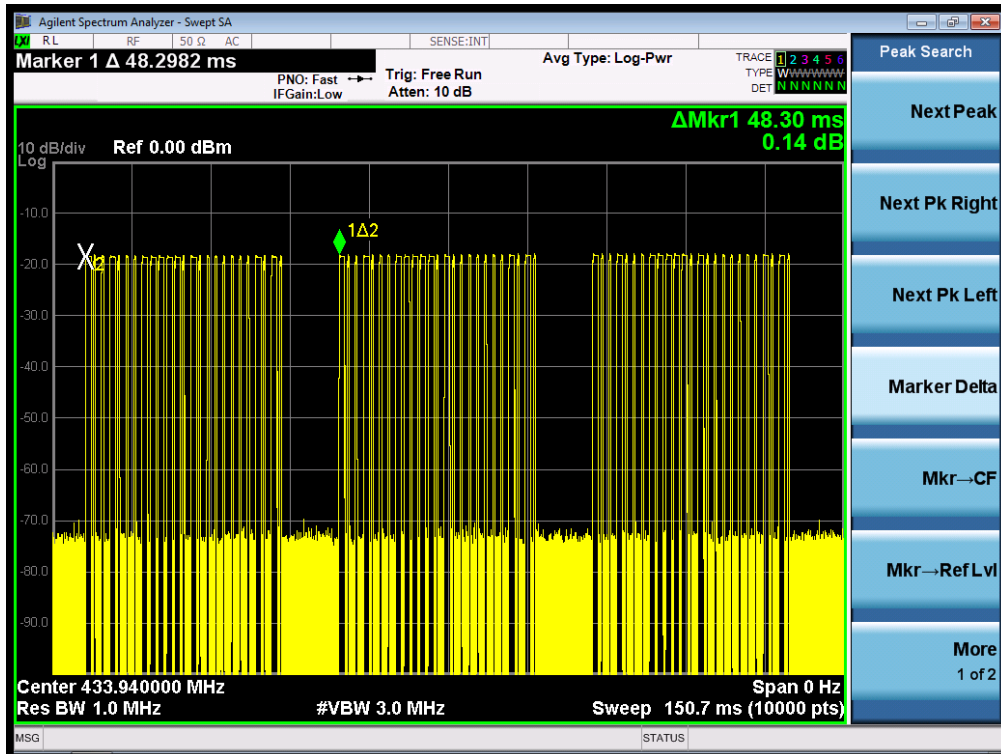 Agilent Spectrum Analyzer - Swept SA
LXI RL RF 50 Ω AC SENSE:INT
Marker 1 Δ 48.2982 ms
PNO: Fast
IFGain:Low
Trig: Free Run
Atten: 10 dB
Avg Type: Log-Pwr
TRACE 1 2 3 4 5 6
TYPE WWWWWW
DET N N N N N N
ΔMkr1 48.30 ms
0.14 dB
10 dB/div Ref 0.00 dBm
Log
-10.0
-20.0
-30.0
-40.0
-50.0
-60.0
-70.0
-80.0
-90.0
X2
1Δ2
Center 433.940000 MHz Span 0 Hz
Res BW 1.0 MHz #VBW 3.0 MHz Sweep 150.7 ms (10000 pts)
MSG STATUS
Peak Search
Next Peak
Next Pk Right
Next Pk Left
Marker Delta
Mkr→CF
Mkr→Ref Lvl
More
1 of 2